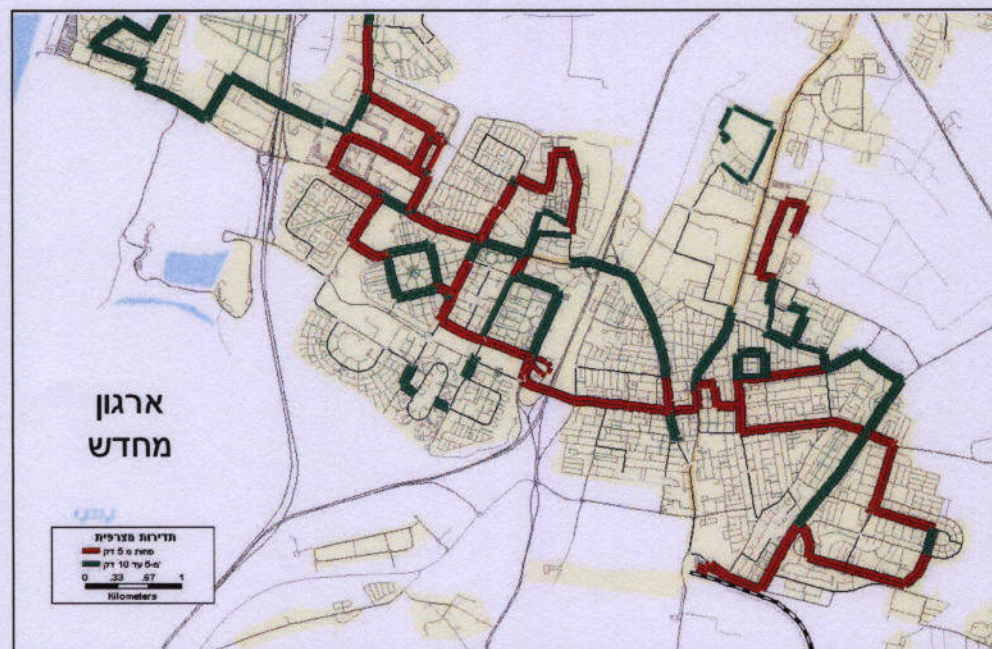 ארגון
מחדש
תדירות מצרפית
פחות מ 5 דק
מ-5 עד 10 דק'
0 .33 .67 1
Kilometers